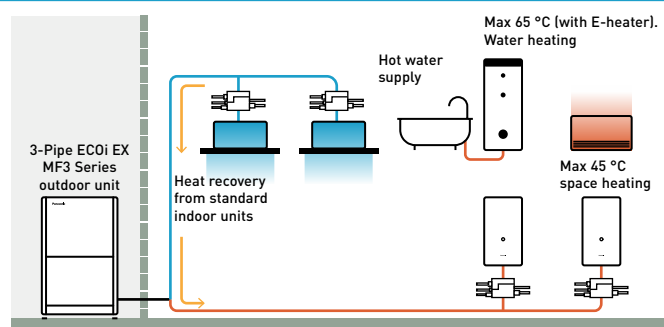 Max 65 °C (with E-heater).
Water heating
Hot water
supply
3-Pipe ECOi EX
MF3 Series
outdoor unit
Heat recovery
from standard
indoor units
Max 45 °C
space heating
Panasonic